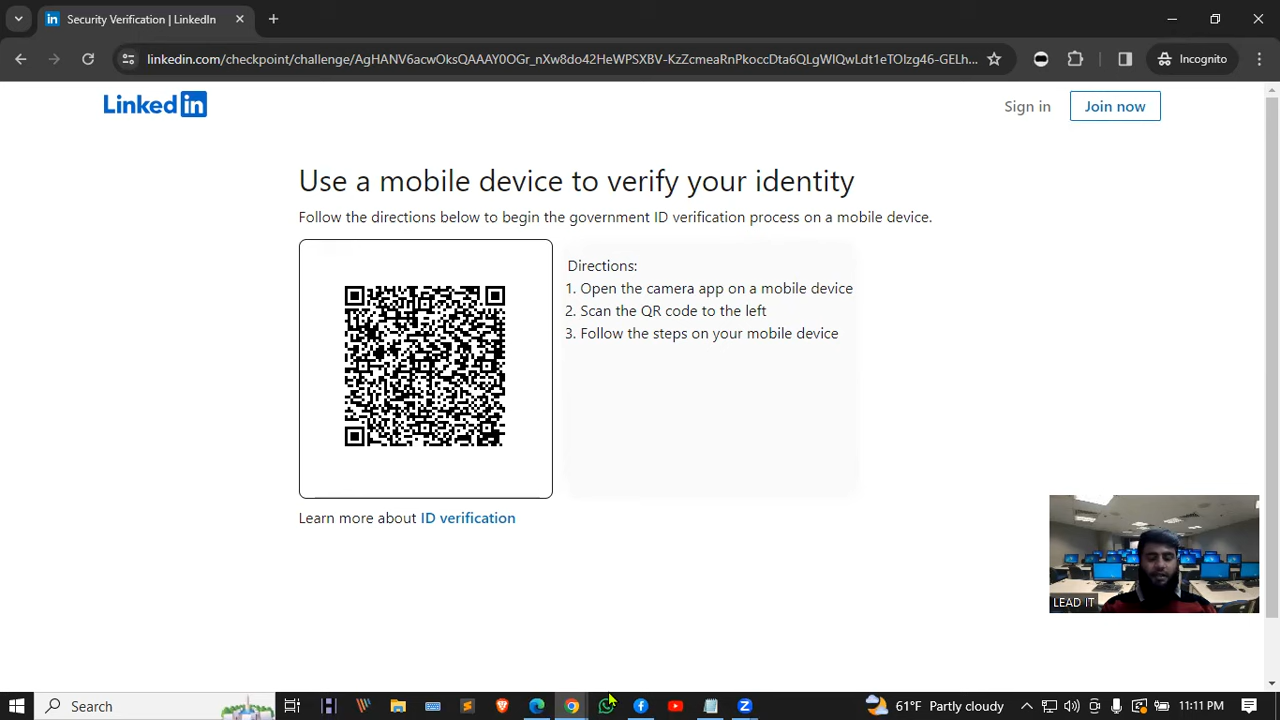 Security Verification | LinkedIn
linkedin.com/checkpoint/challenge/AgHANV6acwOksQAAAY0OGr_nXw8do42HeWPSXBV-KzZcmeaRnPkoccDta6QLgWIQwLdt1eTOlzg46-GELh...
Incognito
Linked in
Sign in
Join now
Use a mobile device to verify your identity
Follow the directions below to begin the government ID verification process on a mobile device.
Directions:
1. Open the camera app on a mobile device
2. Scan the QR code to the left
3. Follow the steps on your mobile device
Learn more about ID verification
LEAD IT
Search
61°F Partly cloudy
11:11 PM